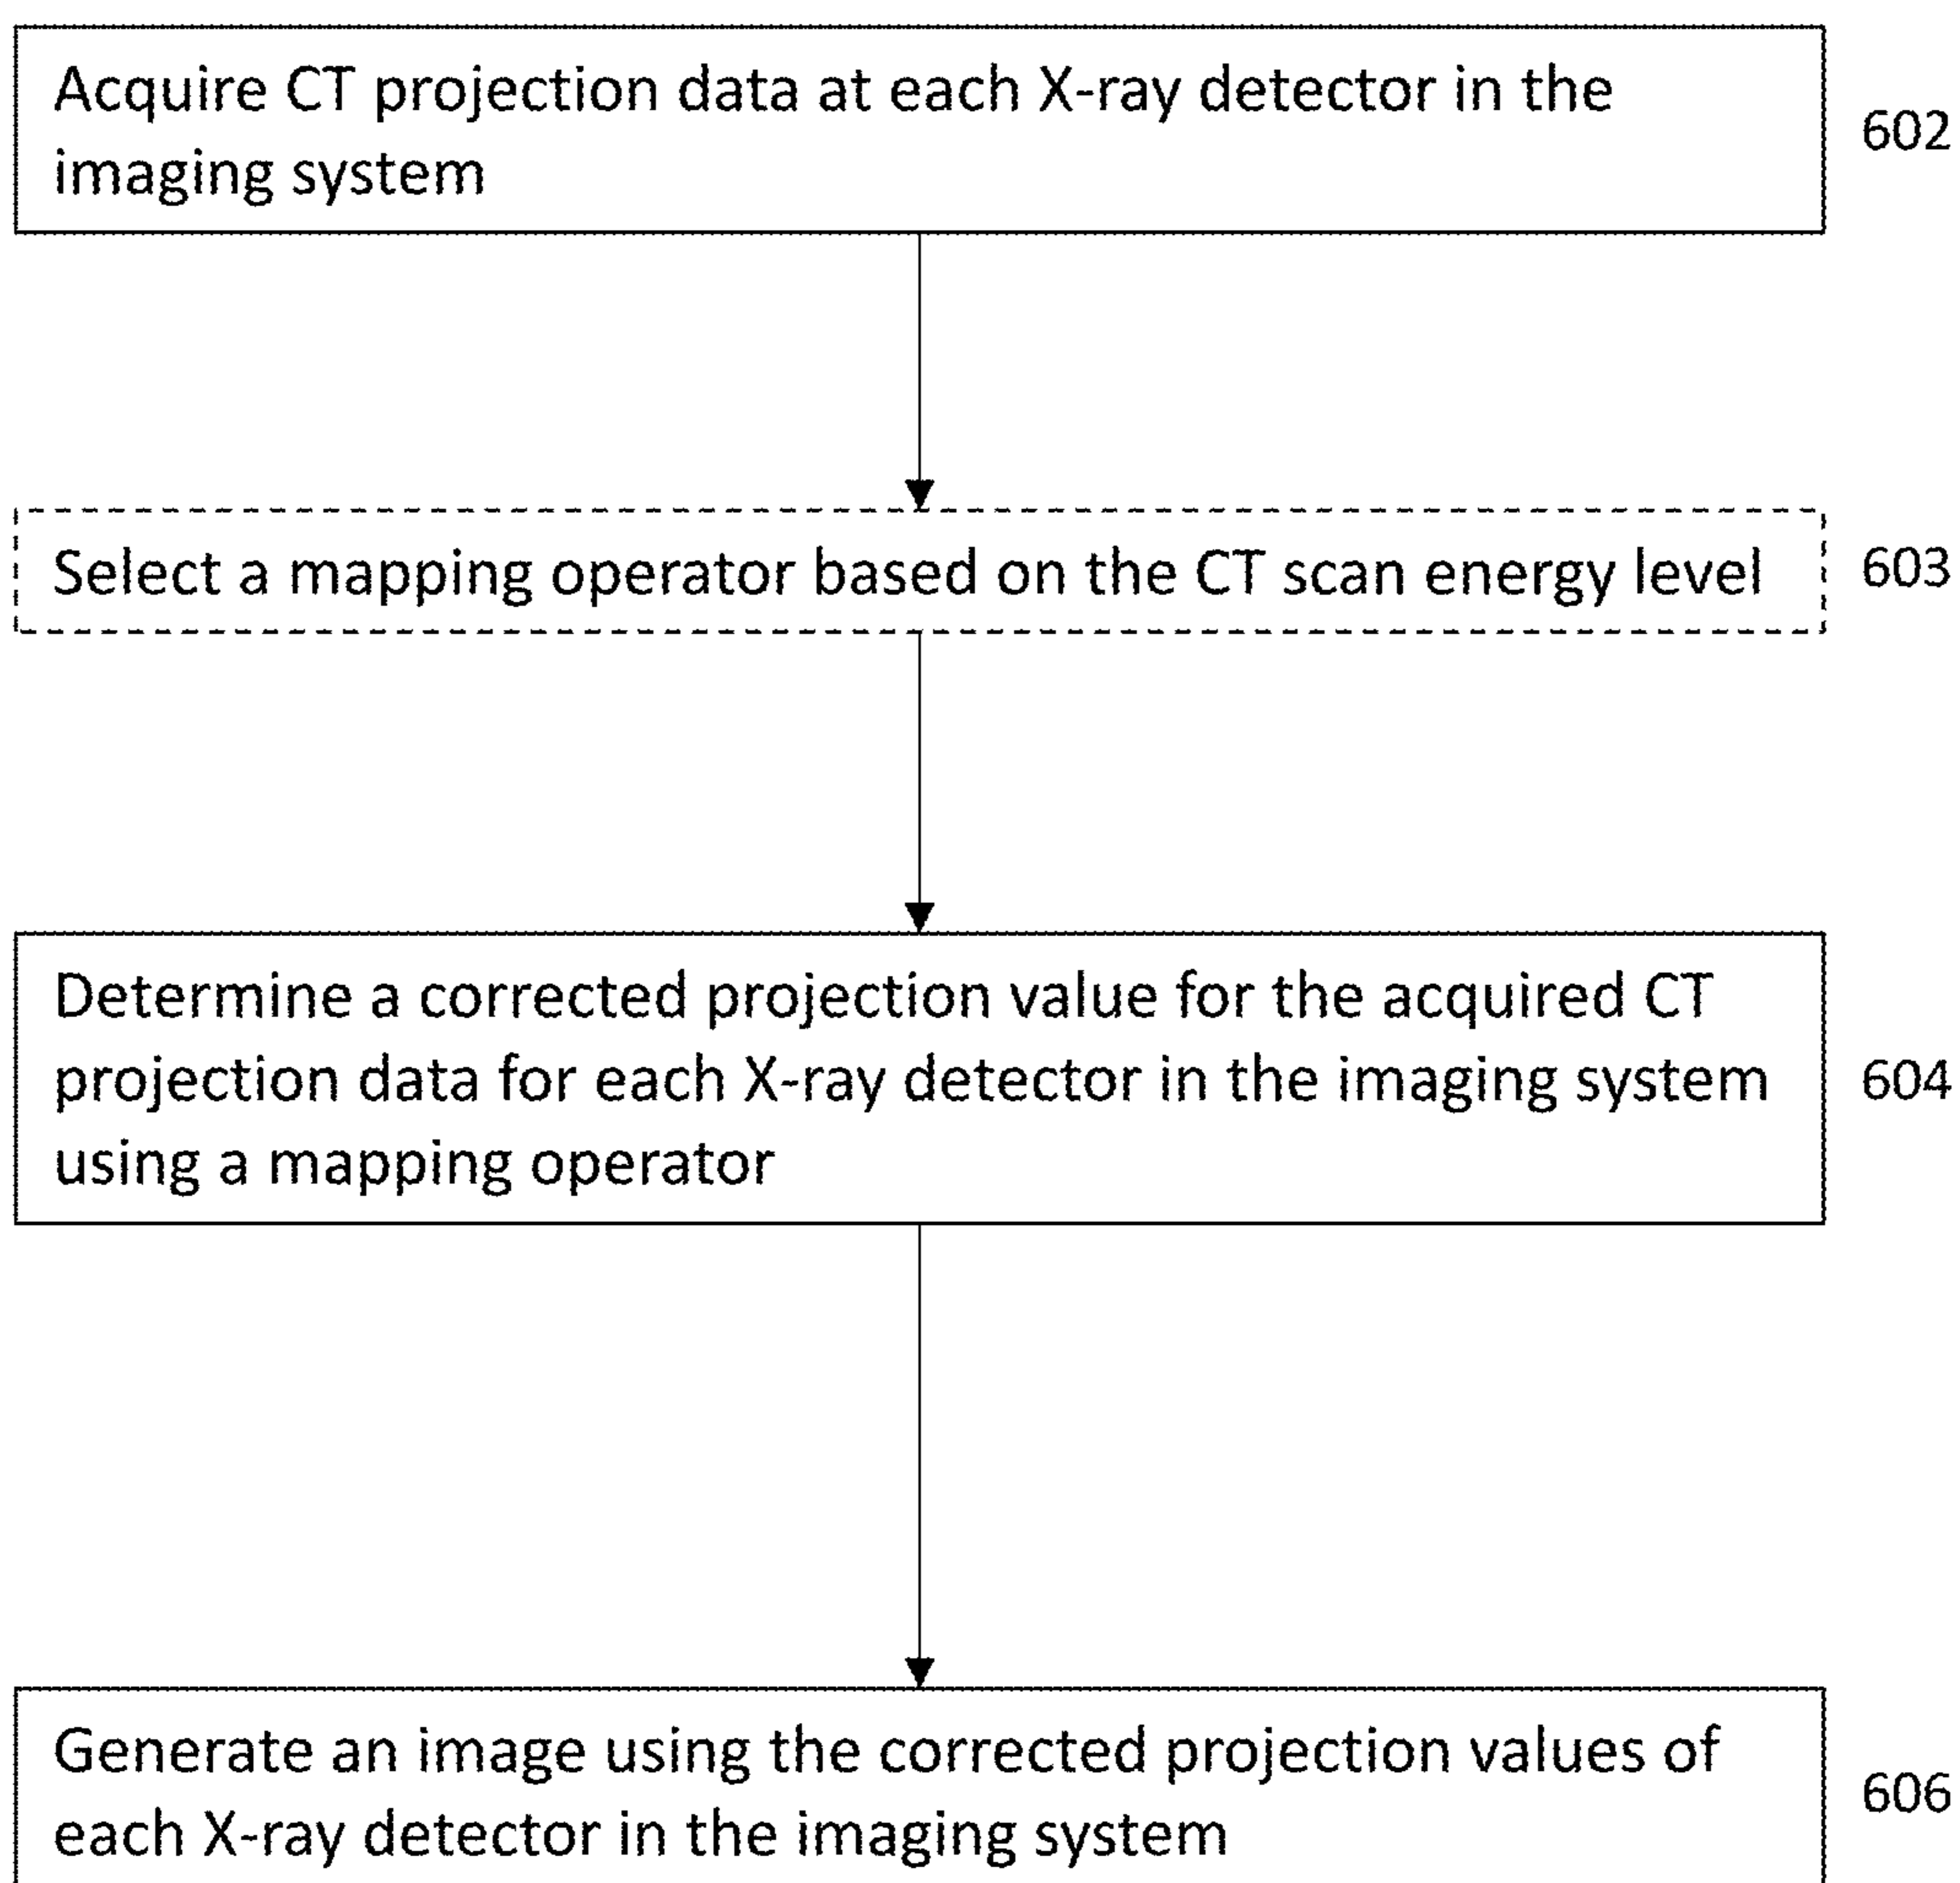 Acquire CT projection data at each X-ray detector in the
imaging system
602
Select a mapping operator based on the CT scan energy level
603
Determine a corrected projection value for the acquired CT
projection data for each X-ray detector in the imaging system
using a mapping operator
604
Generate an image using the corrected projection values of
each X-ray detector in the imaging system
606